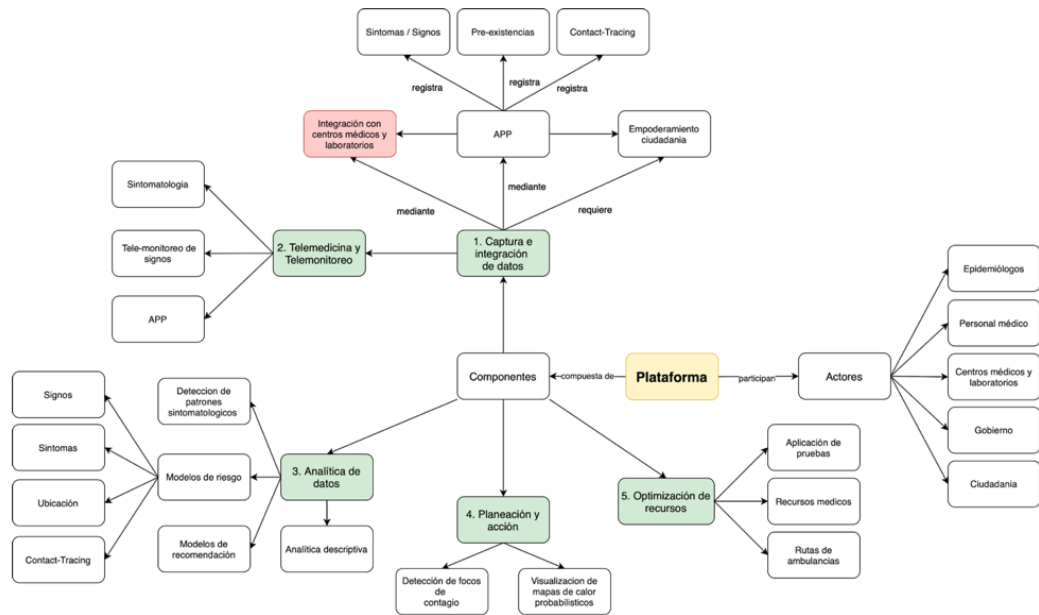 Sintomas / Signos
Pre-existencias
Contact-Tracing
registra
registra
registra
Integración con
centros médicos y
laboratorios
APP
Empoderamiento
ciudadania
mediante
mediante
requiere
Sintomatologia
Tele-monitoreo de
signos
APP
2. Telemedicina y
Telemonitoreo
1. Captura e
integración
de datos
Componentes
compuesta de
Plataforma
participan
Actores
Epidemiólogos
Personal médico
Centros médicos y
laboratorios
Gobierno
Ciudadania
Signos
Sintomas
Ubicación
Contact-Tracing
Deteccion de
patrones
sintomatologicos
Modelos de riesgo
Modelos de
recomendación
3. Analítica de
datos
Analítica descriptiva
4. Planeación y
acción
Detección de focos
de
contagio
Visualizacion de
mapas de calor
probabilísticos
5. Optimización de
recursos
Aplicación de
pruebas
Recursos medicos
Rutas de
ambulancias